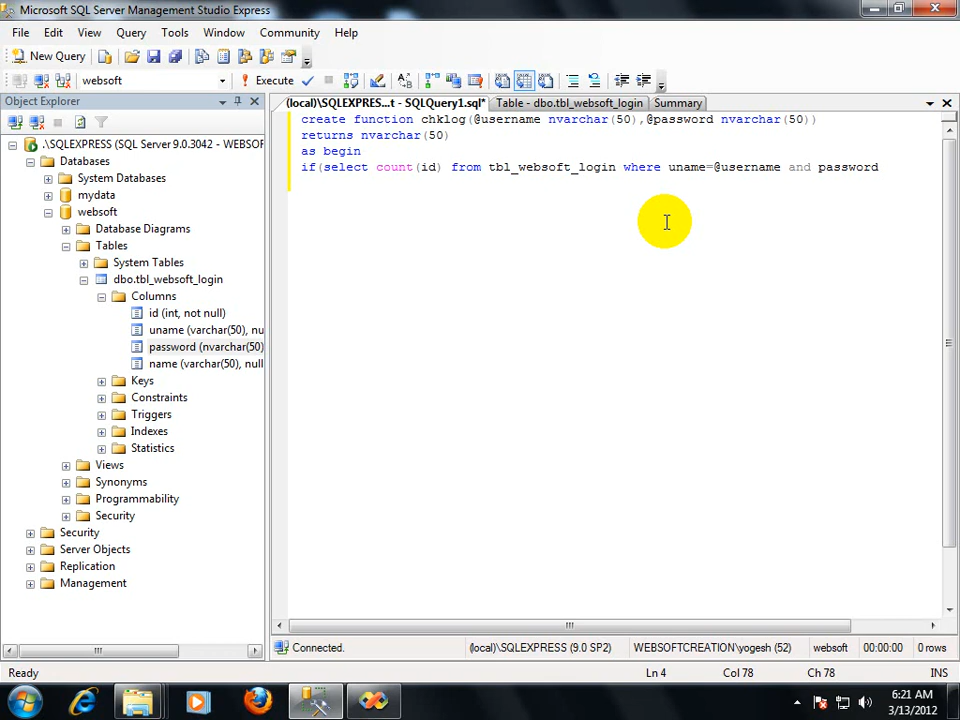 Microsoft SQL Server Management Studio Express
File Edit View Query Tools Window Community Help
New Query
websoft Execute
Object Explorer
(local)\SQLEXPRES...t - SQLQuery1.sql* Table - dbo.tbl_websoft_login Summary
.\SQLEXPRESS (SQL Server 9.0.3042 - WEBSOF
Databases
System Databases
mydata
websoft
Database Diagrams
Tables
System Tables
dbo.tbl_websoft_login
Columns
id (int, not null)
uname (varchar(50), nu
password (nvarchar(50)
name (varchar(50), null
Keys
Constraints
Triggers
Indexes
Statistics
Views
Synonyms
Programmability
Security
Security
Server Objects
Replication
Management
create function chklog(@username nvarchar(50),@password nvarchar(50))
returns nvarchar(50)
as begin
if(select count(id) from tbl_websoft_login where uname=@username and password
Connected. (local)\SQLEXPRESS (9.0 SP2) WEBSOFTCREATION\yogesh (52) websoft 00:00:00 0 rows
Ready Ln 4 Col 78 Ch 78 INS
6:21 AM
3/13/2012